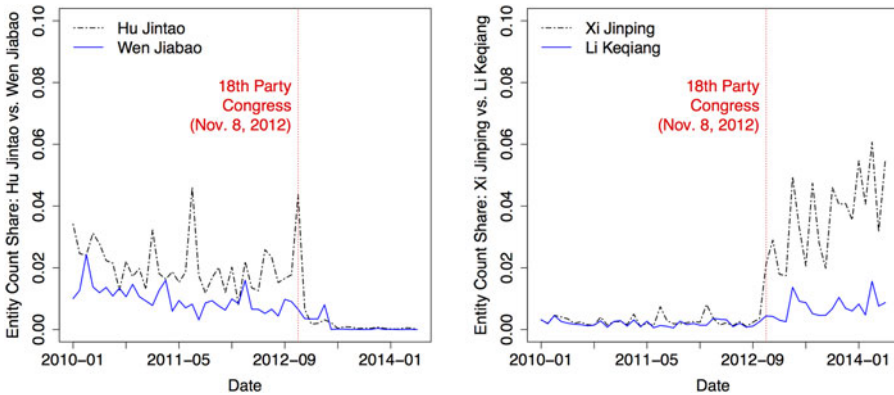 Entity Count Share: Hu Jintao vs. Wen Jiabao
0.10
0.08
0.06
0.04
0.02
0.00
Hu Jintao
Wen Jiabao
18th Party
Congress
(Nov. 8, 2012)
2010−01
2011−05
2012−09
2014−01
Date
Entity Count Share: Xi Jinping vs. Li Keqiang
0.10
0.08
0.06
0.04
0.02
0.00
Xi Jinping
Li Keqiang
18th Party
Congress
(Nov. 8, 2012)
2010−01
2011−05
2012−09
2014−01
Date